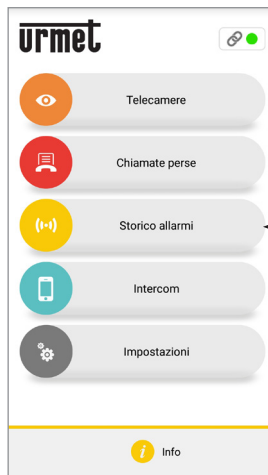 urmet
Telecamere
Chiamate perse
Storico allarmi
Intercom
Impostazioni
i Info